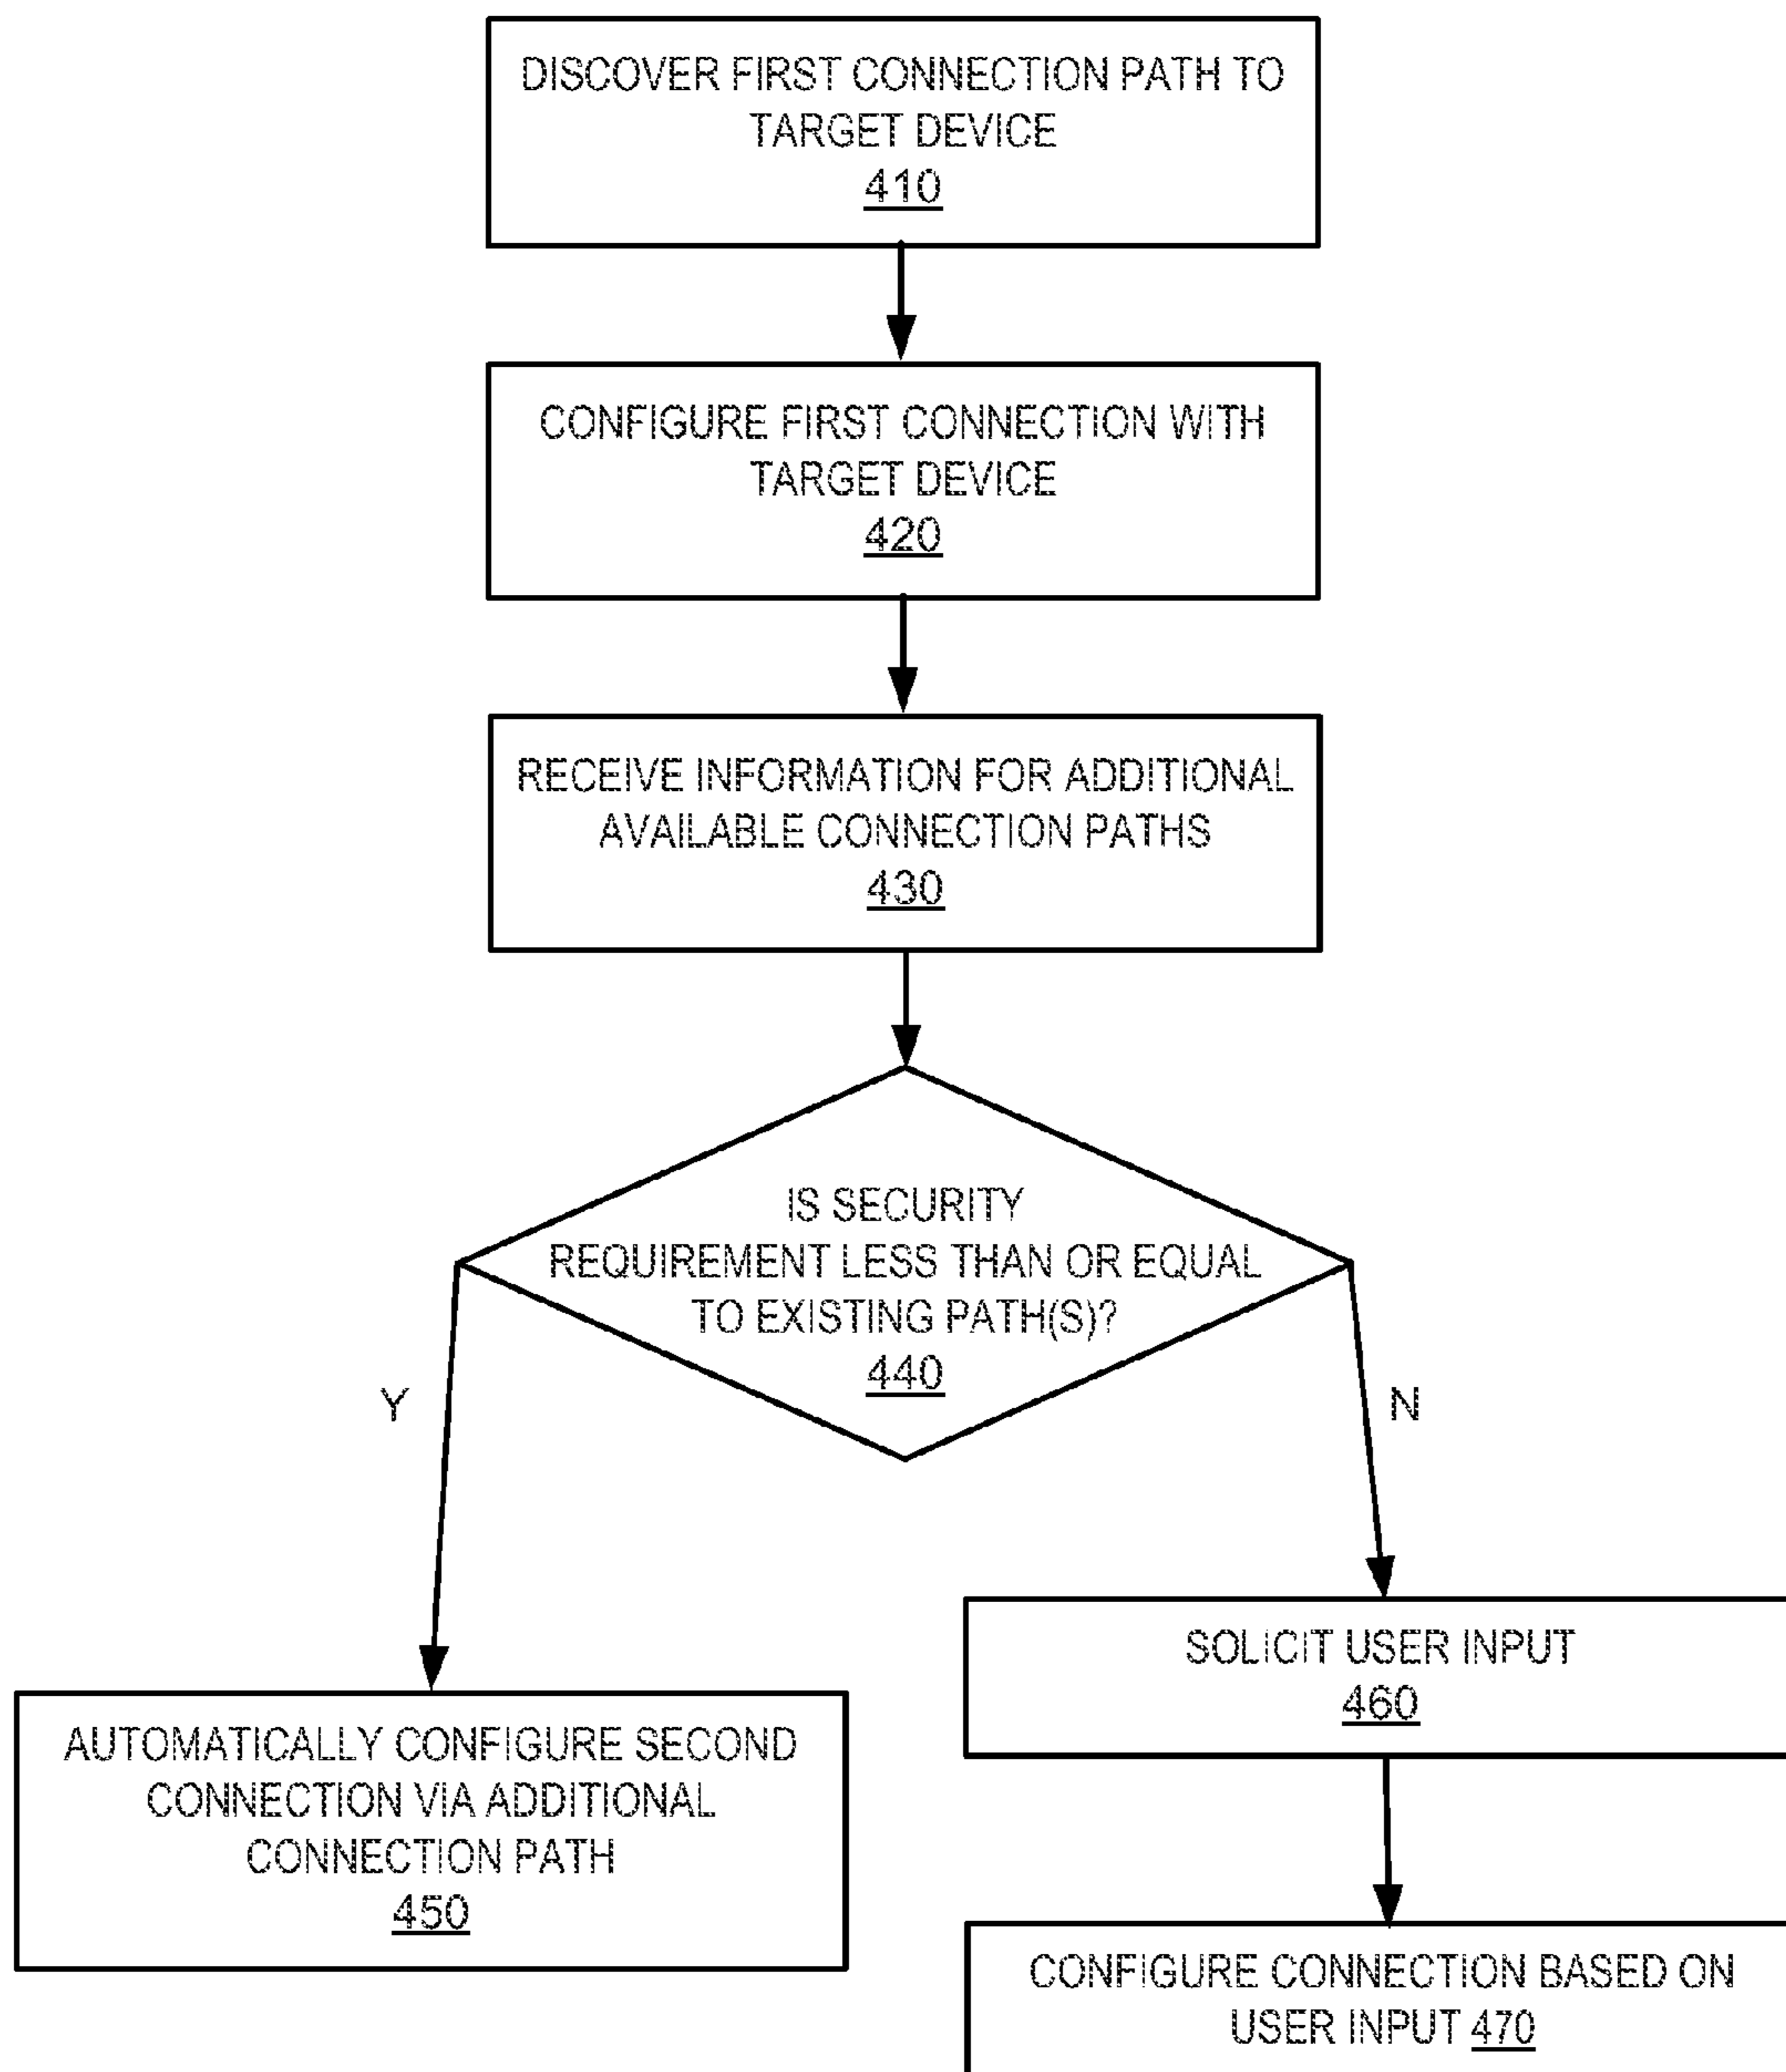 DISCOVER FIRST CONNECTION PATH TO
TARGET DEVICE
410
CONFIGURE FIRST CONNECTION WITH
TARGET DEVICE
420
RECEIVE INFORMATION FOR ADDITIONAL
AVAILABLE CONNECTION PATHS
430
IS SECURITY
REQUIREMENT LESS THAN OR EQUAL
TO EXISTING PATH(S)?
440
Y
N
SOLICIT USER INPUT
460
AUTOMATICALLY CONFIGURE SECOND
CONNECTION VIA ADDITIONAL
CONNECTION PATH
450
CONFIGURE CONNECTION BASED ON
USER INPUT 470